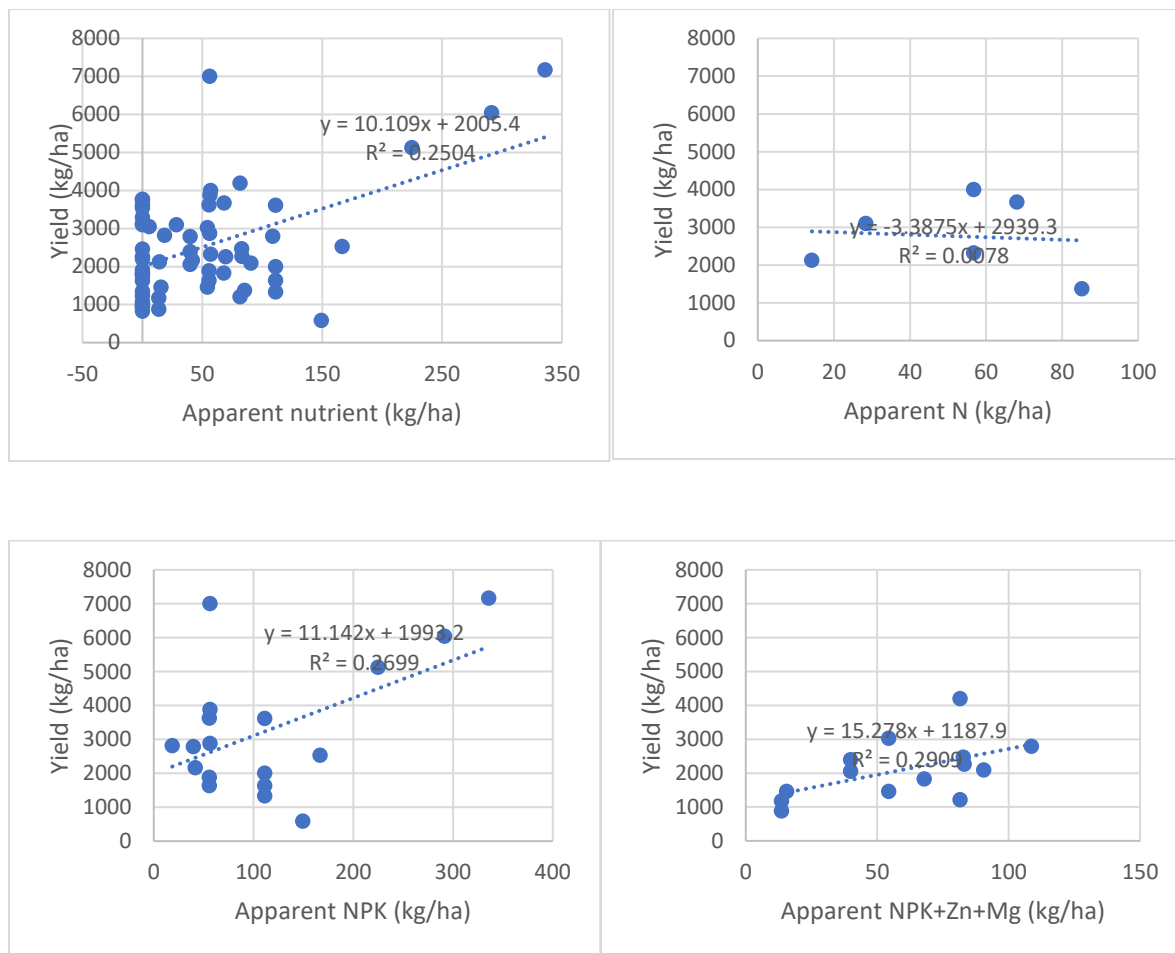 8000
7000
6000
5000
4000
3000
2000
1000
0
Yield (kg/ha)
y = 10.109x + 2005.4
R² = 0.2504
-50 50 150 250 350
Apparent nutrient (kg/ha)
8000
7000
6000
5000
4000
3000
2000
1000
0
Yield (kg/ha)
y = -3.3875x + 2939.3
R² = 0.0078
0 20 40 60 80 100
Apparent N (kg/ha)
8000
7000
6000
5000
4000
3000
2000
1000
0
Yield (kg/ha)
y = 11.142x + 1993.2
R² = 0.2699
0 100 200 300 400
Apparent NPK (kg/ha)
8000
7000
6000
5000
4000
3000
2000
1000
0
Yield (kg/ha)
y = 15.278x + 1187.9
R² = 0.2909
0 50 100 150
Apparent NPK+Zn+Mg (kg/ha)